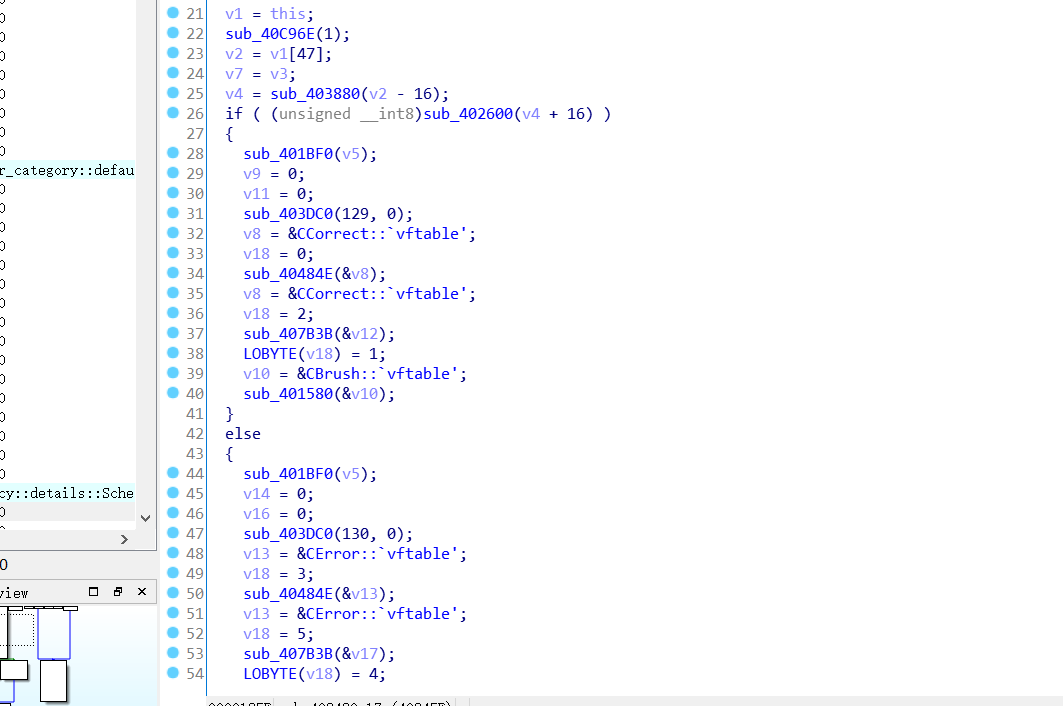 21 v1 = this;
22 sub_40C96E(1);
23 v2 = v1[47];
24 v7 = v3;
25 v4 = sub_403880(v2 - 16);
26 if ( (unsigned __int8)sub_402600(v4 + 16) )
27 {
28 sub_401BF0(v5);
29 v9 = 0;
30 v11 = 0;
31 sub_403DC0(129, 0);
32 v8 = &CCorrect::`vftable';
33 v18 = 0;
34 sub_40484E(&v8);
35 v8 = &CCorrect::`vftable';
36 v18 = 2;
37 sub_407B3B(&v12);
38 LOBYTE(v18) = 1;
39 v10 = &CBrush::`vftable';
40 sub_401580(&v10);
41 }
42 else
43 {
44 sub_401BF0(v5);
45 v14 = 0;
46 v16 = 0;
47 sub_403DC0(130, 0);
48 v13 = &CError::`vftable';
49 v18 = 3;
50 sub_40484E(&v13);
51 v13 = &CError::`vftable';
52 v18 = 5;
53 sub_407B3B(&v17);
54 LOBYTE(v18) = 4;
r_category::defau
cy::details::Sche
view